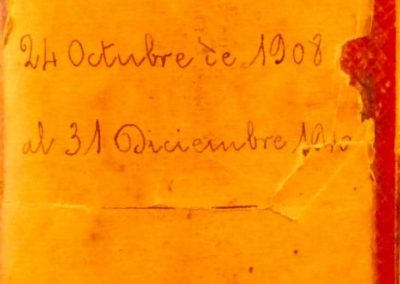 24 Octubre de 1908
al 31 Diciembre